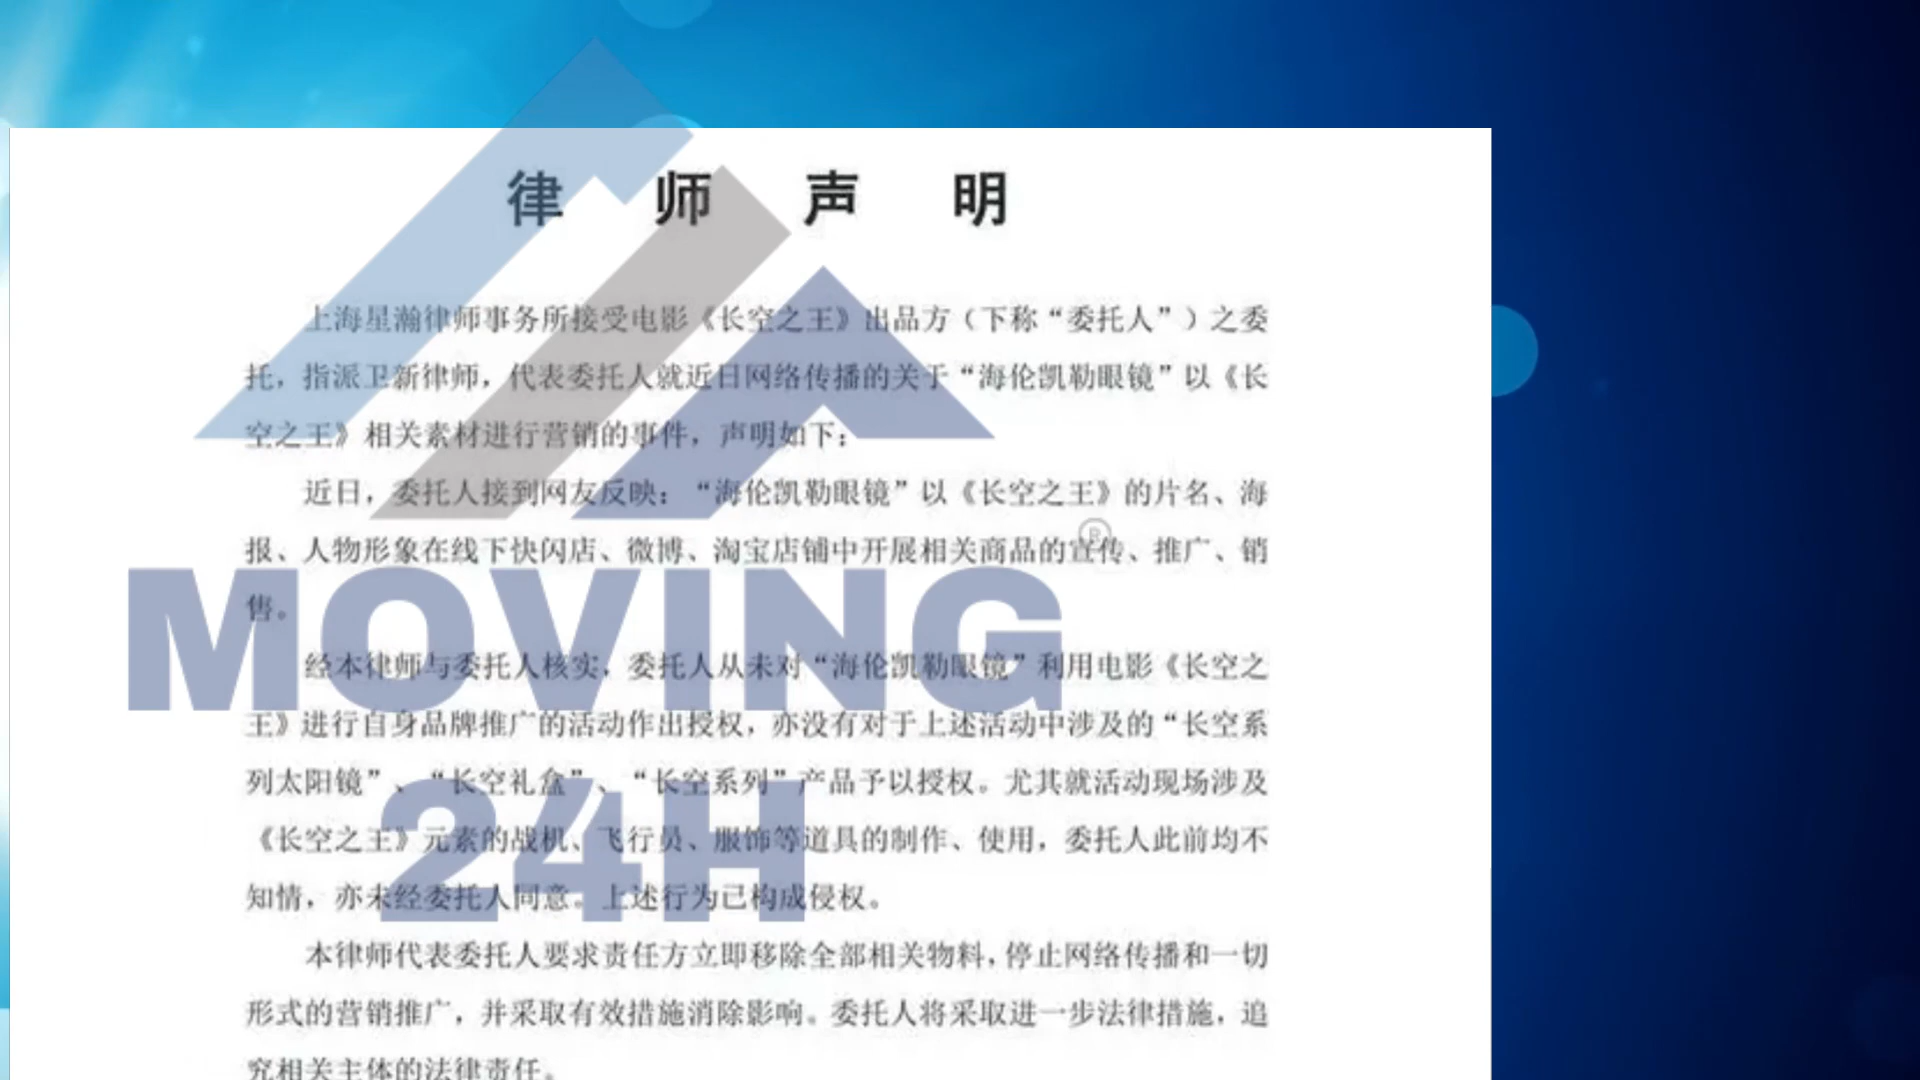 律 师 声 明
上海星瀚律师事务所接受电影《长空之王》出品方（下称“委托人”）之委
托，指派卫新律师，代表委托人就近日网络传播的关于“海伦凯勒眼镜”以《长
空之王》相关素材进行营销的事件，声明如下：
近日，委托人接到网友反映：“海伦凯勒眼镜”以《长空之王》的片名、海
报、人物形象在线下快闪店、微博、淘宝店铺中开展相关商品的宣传、推广、销
售。
经本律师与委托人核实，委托人从未对“海伦凯勒眼镜”利用电影《长空之
王》进行自身品牌推广的活动作出授权，亦没有对于上述活动中涉及的“长空系
列太阳镜”、“长空礼盒”、“长空系列”产品予以授权。尤其就活动现场涉及
《长空之王》元素的战机、飞行员、服饰等道具的制作、使用，委托人此前均不
知情，亦未经委托人同意。上述行为已构成侵权。
本律师代表委托人要求责任方立即移除全部相关物料，停止网络传播和一切
形式的营销推广，并采取有效措施消除影响。委托人将采取进一步法律措施，追
究相关主体的法律责任。
MOVING ®
24H